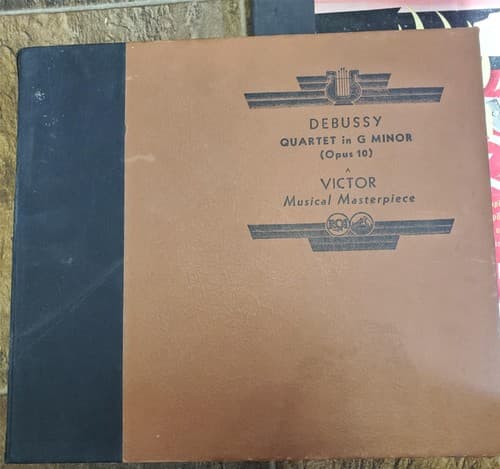 DEBUSSY
QUARTET in G MINOR
(Opus 10)
A
VICTOR
Musical Masterpiece
RCA